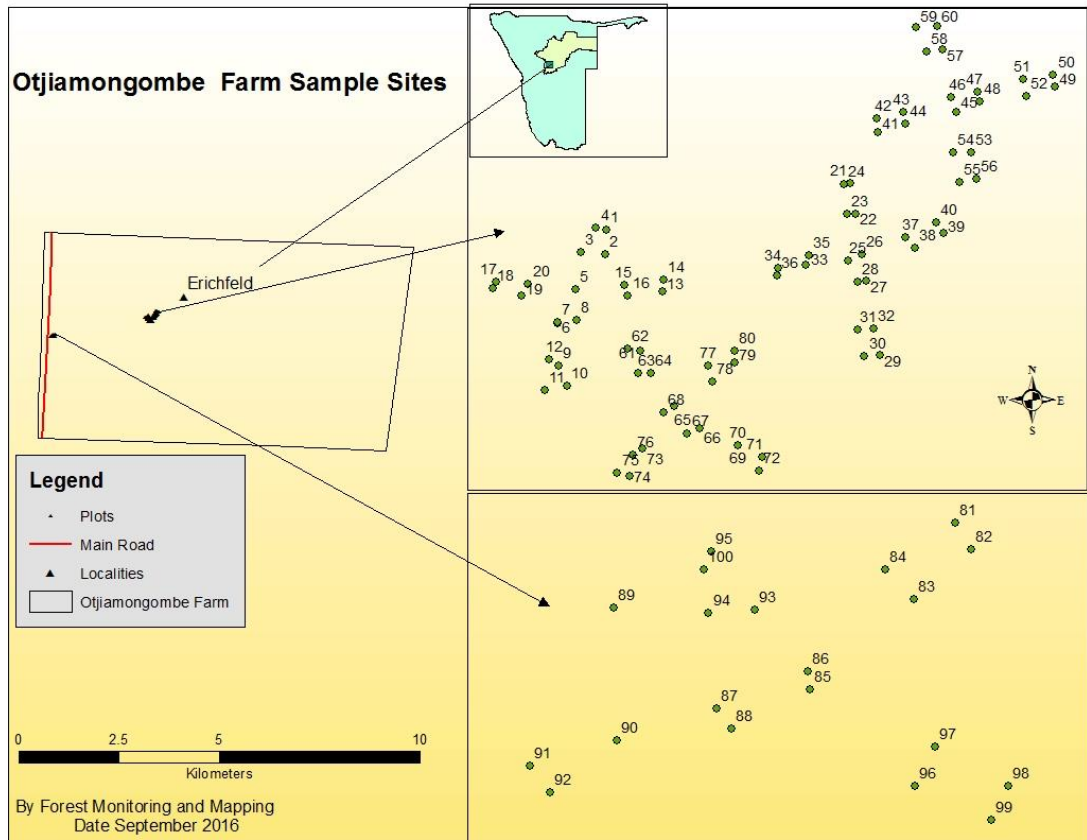 Otjiamongombe Farm Sample Sites
Erichfeld
Legend
Plots
Main Road
Localities
Otjiamongombe Farm
0 2.5 5 10
Kilometers
By Forest Monitoring and Mapping
Date September 2016
59 60
58
57
51 50
46 47 48 52 49
42 43 45
41 44
54 53
21 24 55 56
23
22 37 40
41 38 39
3 2 35 25 26
34 36 33
17 18 20 15 14 28
19 5 16 13 27
7 8 31 32
6
62 80 30 29
12 9 61 77 79
63 64
11 10 78
68
65 67
66 70 71
76 69 72
75 73
74
N
W E
S
81
95 82
100 84
89 94 93 83
86
85
87
88
90 97
91
92 96 98
99